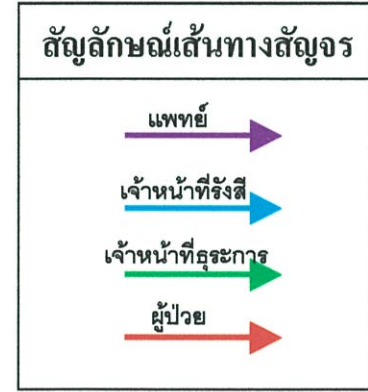 สัญลักษณ์เส้นทางสัญจร
แพทย์
เจ้าหน้าที่รังสี
เจ้าหน้าที่ธุระการ
ผู้ป่วย